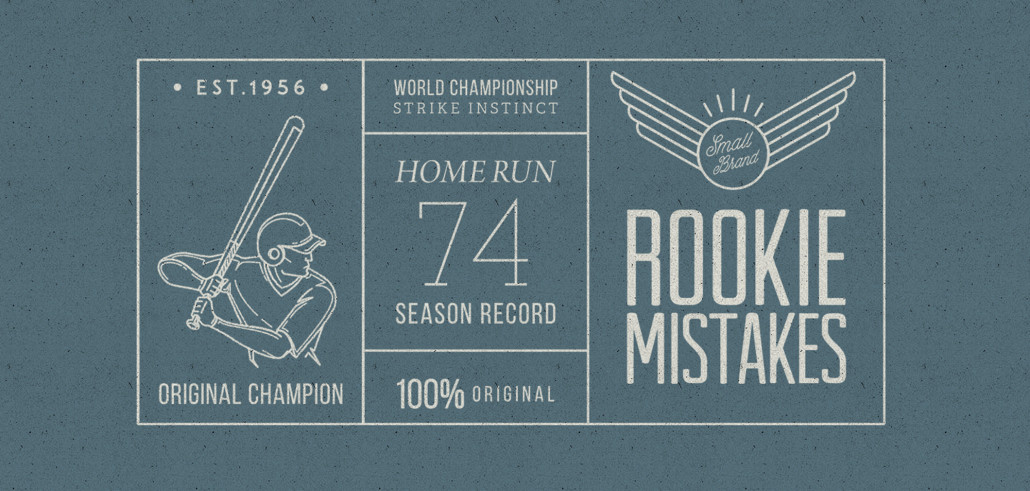 • EST.1956 •
ORIGINAL CHAMPION
WORLD CHAMPIONSHIP
STRIKE INSTINCT
HOME RUN
74
SEASON RECORD
100% ORIGINAL
Small
Brand
ROOKIE
MISTAKES